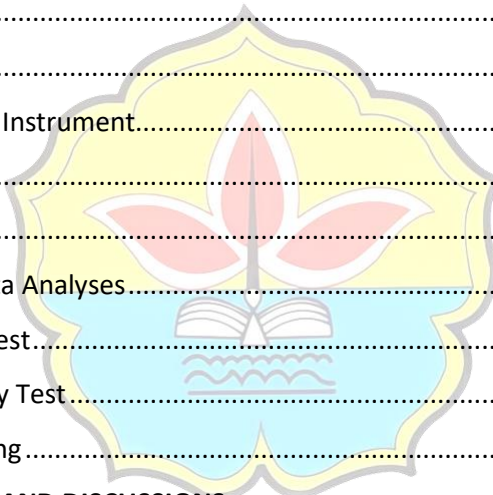 ....................................................................
....................................................................
Instrument..................................................
....................................................................
....................................................................
a Analyses....................................................
est..................................................................
y Test.............................................................
ng...................................................................
AND DISCUSSIONS